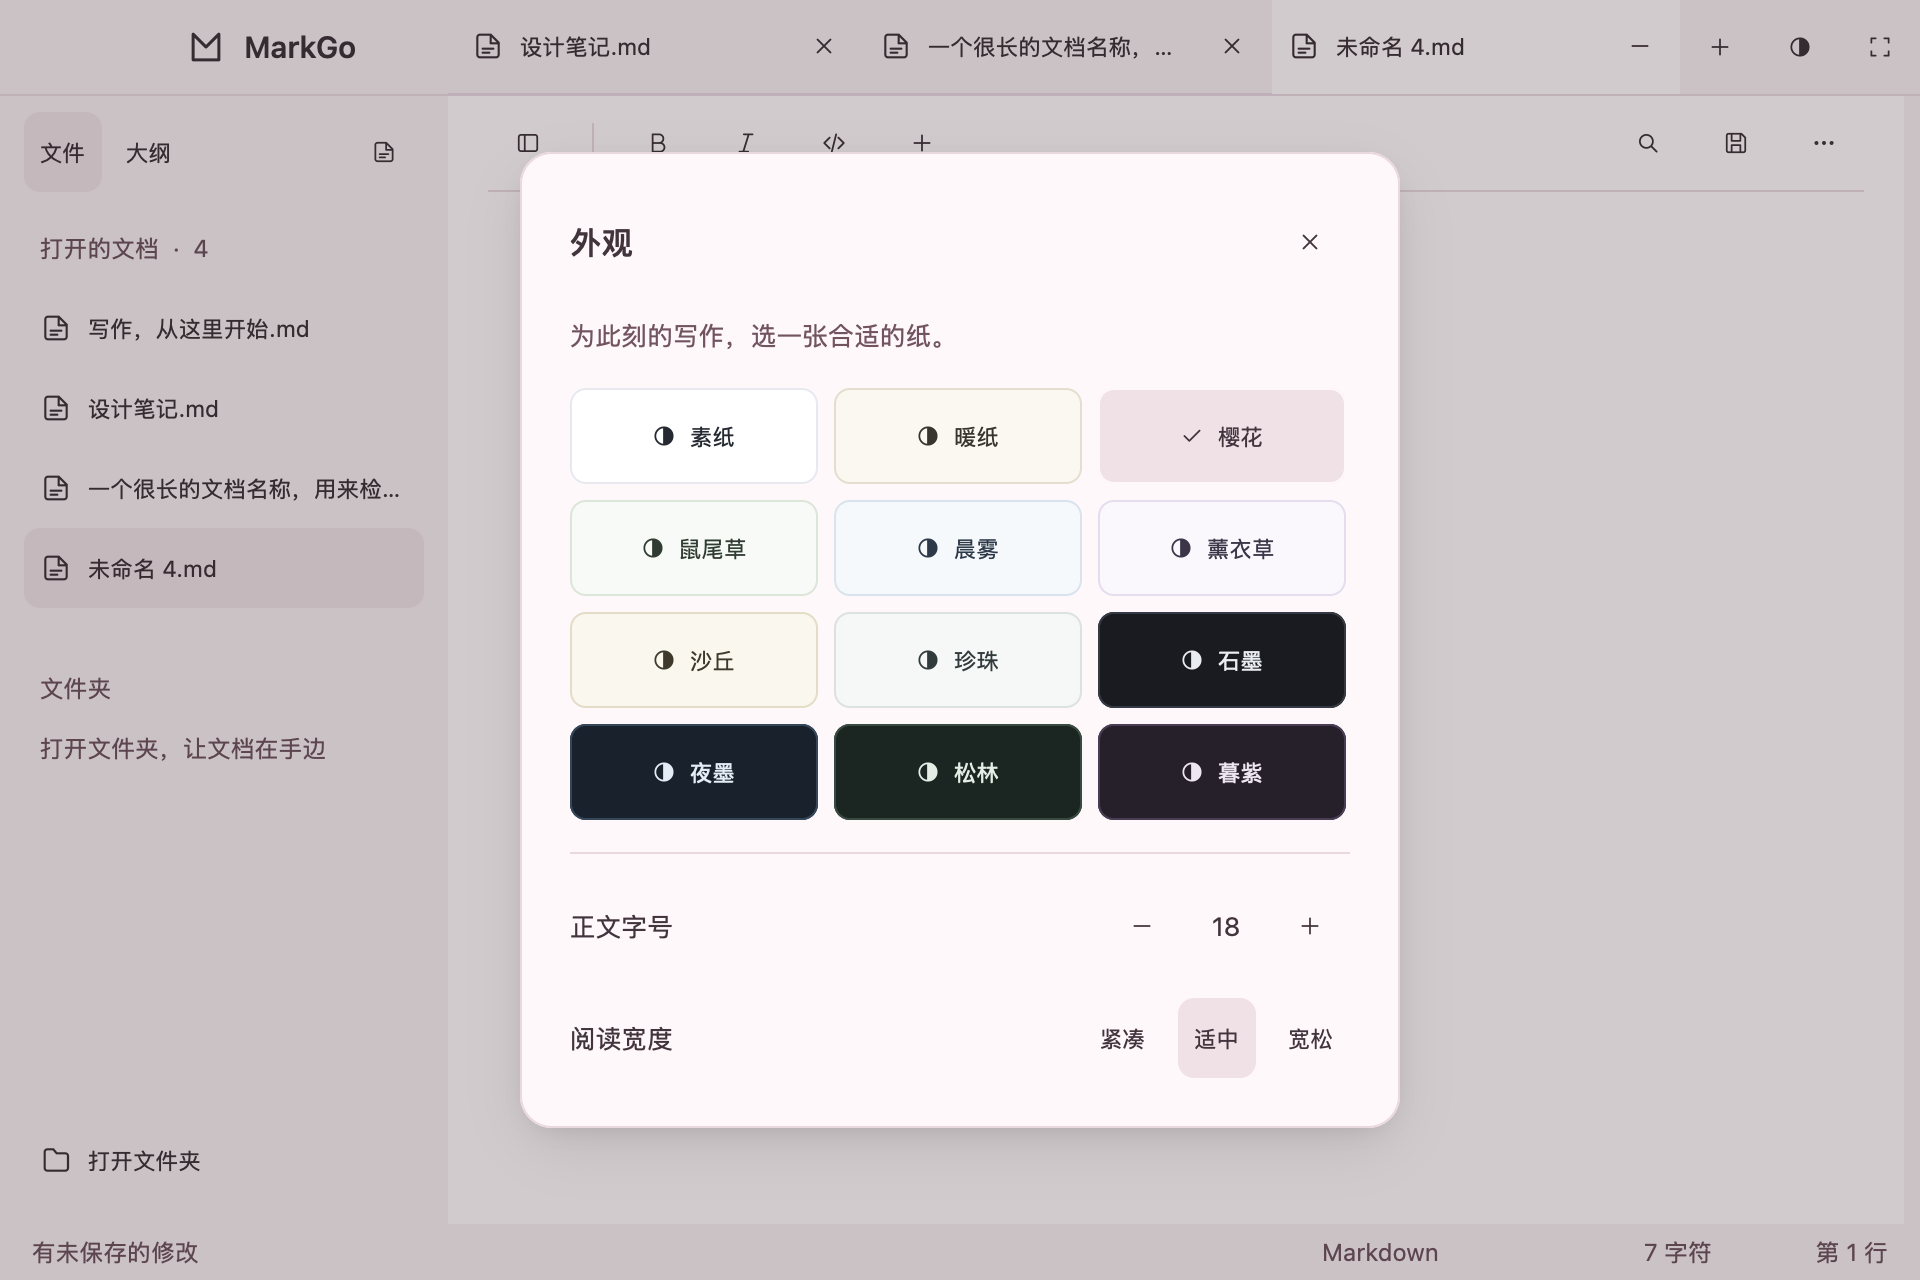 MarkGo
设计笔记.md
一个很长的文档名称，...
未命名 4.md
文件
大纲
打开的文档 · 4
写作，从这里开始.md
设计笔记.md
一个很长的文档名称，用来检...
未命名 4.md
文件夹
打开文件夹，让文档在手边
打开文件夹
有未保存的修改
外观
为此刻的写作，选一张合适的纸。
素纸
暖纸
樱花
鼠尾草
晨雾
薰衣草
沙丘
珍珠
石墨
夜墨
松林
暮紫
正文字号
18
阅读宽度
紧凑
适中
宽松
Markdown
7 字符
第 1 行